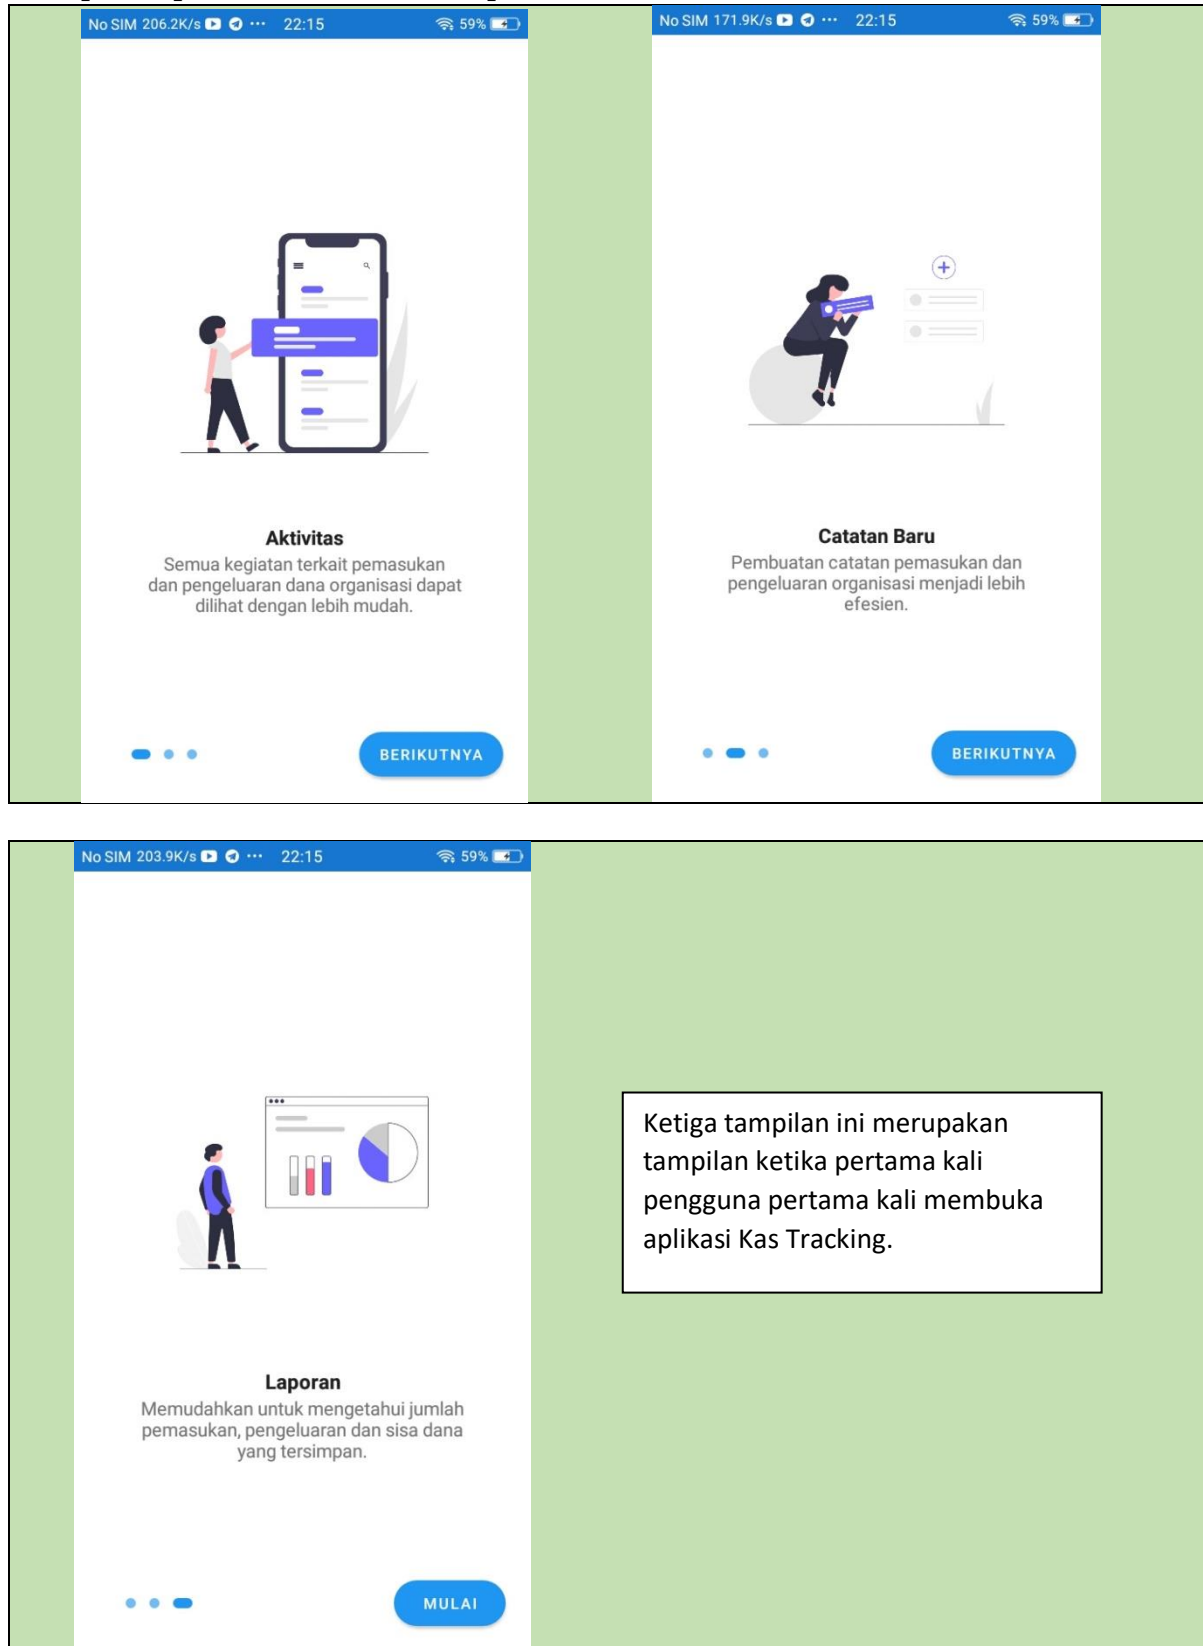 No SIM 206.2K/s ··· 22:15 59%
Aktivitas
Semua kegiatan terkait pemasukan
dan pengeluaran dana organisasi dapat
dilihat dengan lebih mudah.
BERIKUTNYA
No SIM 171.9K/s ··· 22:15 59%
Catatan Baru
Pembuatan catatan pemasukan dan
pengeluaran organisasi menjadi lebih
efesien.
BERIKUTNYA
No SIM 203.9K/s ··· 22:15 59%
Laporan
Memudahkan untuk mengetahui jumlah
pemasukan, pengeluaran dan sisa dana
yang tersimpan.
MULAI
Ketiga tampilan ini merupakan
tampilan ketika pertama kali
pengguna pertama kali membuka
aplikasi Kas Tracking.